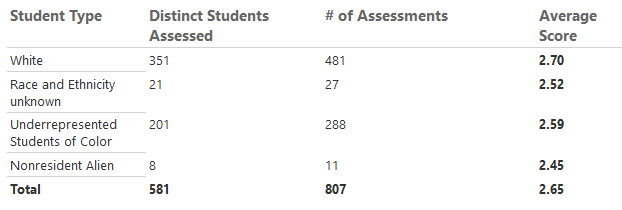 Student Type Distinct Students # of Assessments Average
Assessed Score
White 351 481 2.70
Race and Ethnicity 21 27 2.52
unknown
Underrepresented 201 288 2.59
Students of Color
Nonresident Alien 8 11 2.45
Total 581 807 2.65